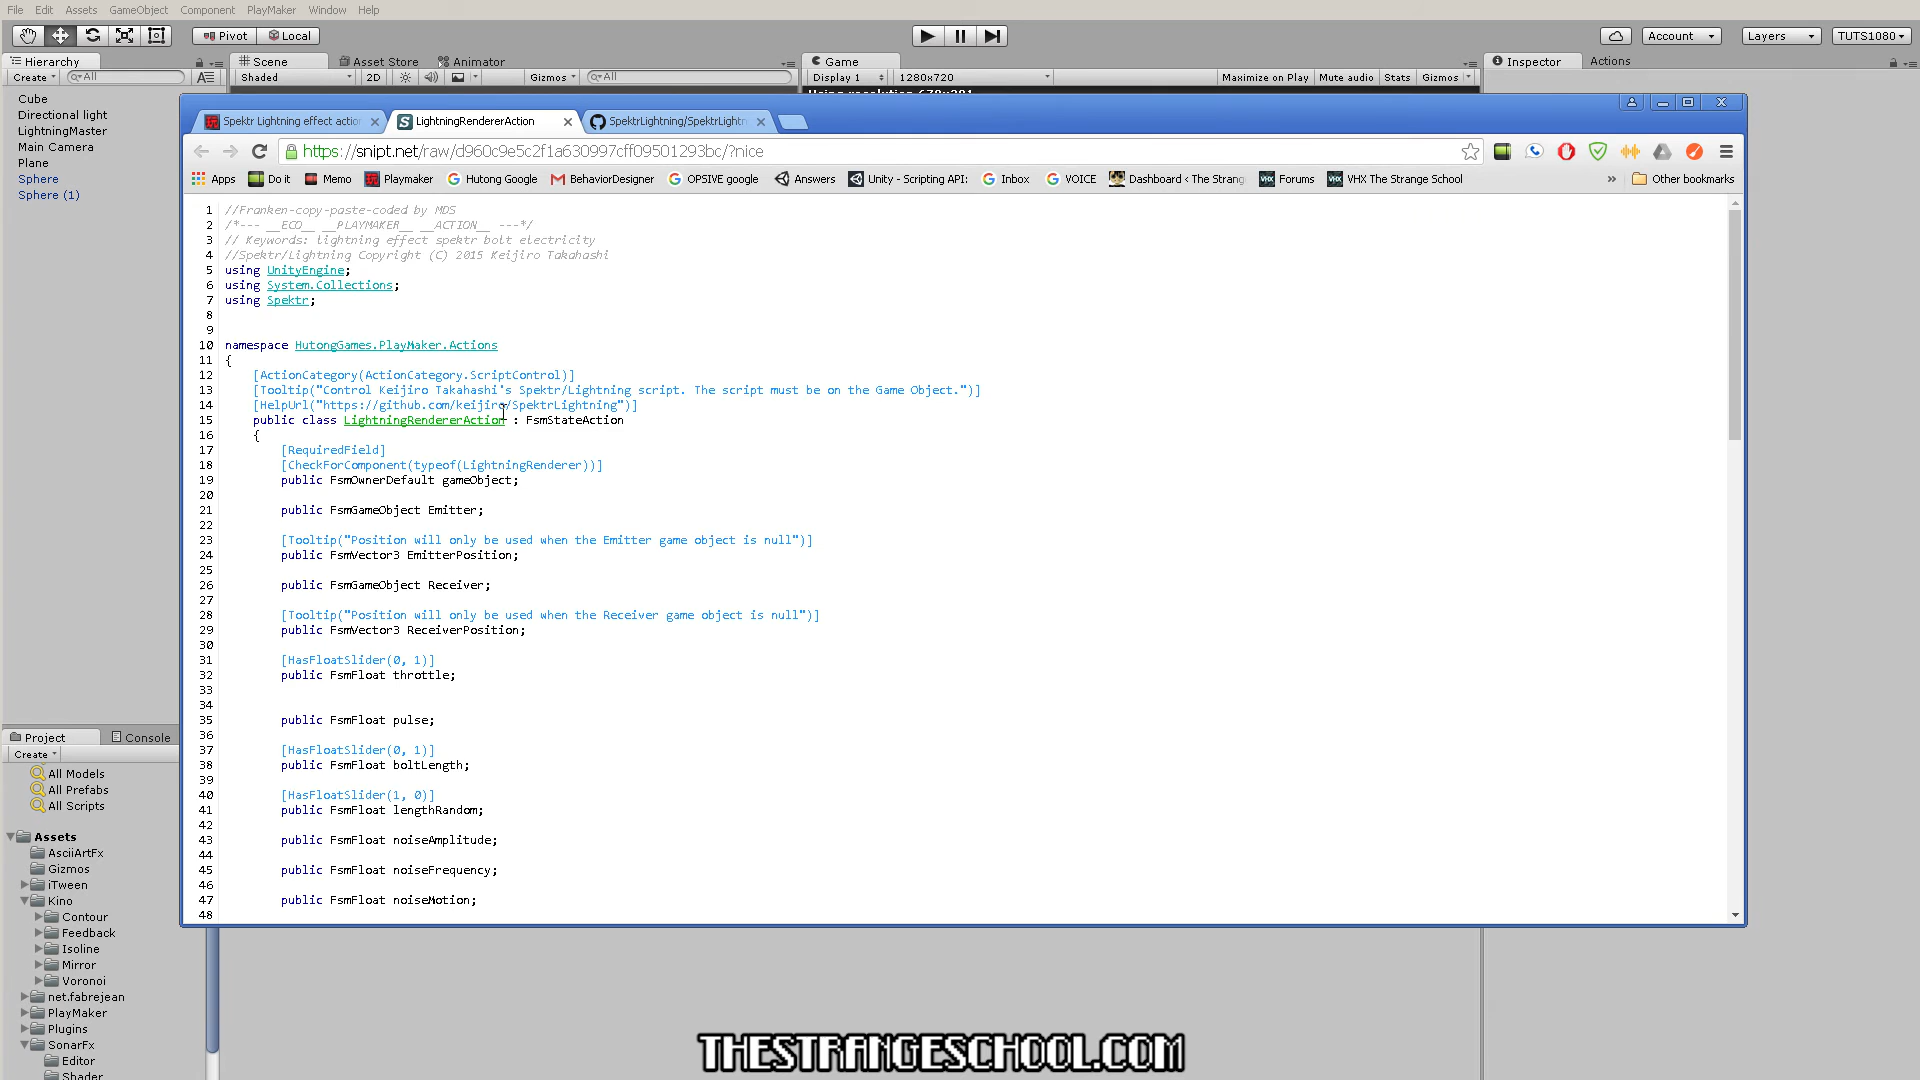 File Edit Assets GameObject Component PlayMaker Window Help
Pivot Local Account Layers TUTS1080
Hierarchy Scene Asset Store Animator Game Inspector Actions
Create All Shaded 2D Gizmos All Display 1 1280x720 Maximize on Play Mute audio Stats Gizmos
Cube
Directional light
LightningMaster
Main Camera
Plane
Sphere
Sphere (1)
Spektr Lightning effect action LightningRendererAction SpektrLightning/SpektrLightn
https://snipt.net/raw/d960c9e5c2f1a630997cff09501293bc/?nice
Apps Do it Memo Playmaker Hutong Google BehaviorDesigner OPSIVE google Answers Unity - Scripting API: Inbox VOICE Dashboard ‹ The Strang Forums VHX The Strange School » Other bookmarks
1 //Franken-copy-paste-coded by MDS
2 /*--- __ECO__ __PLAYMAKER__ __ACTION__ ---*/
3 // Keywords: lightning effect spektr bolt electricity
4 //Spektr/Lightning Copyright (C) 2015 Keijiro Takahashi
5 using UnityEngine;
6 using System.Collections;
7 using Spektr;
8
9
10 namespace HutongGames.PlayMaker.Actions
11 {
12 [ActionCategory(ActionCategory.ScriptControl)]
13 [Tooltip("Control Keijiro Takahashi's Spektr/Lightning script. The script must be on the Game Object.")]
14 [HelpUrl("https://github.com/keijiro/SpektrLightning")]
15 public class LightningRendererAction : FsmStateAction
16 {
17 [RequiredField]
18 [CheckForComponent(typeof(LightningRenderer))]
19 public FsmOwnerDefault gameObject;
20
21 public FsmGameObject Emitter;
22
23 [Tooltip("Position will only be used when the Emitter game object is null")]
24 public FsmVector3 EmitterPosition;
25
26 public FsmGameObject Receiver;
27
28 [Tooltip("Position will only be used when the Receiver game object is null")]
29 public FsmVector3 ReceiverPosition;
30
31 [HasFloatSlider(0, 1)]
32 public FsmFloat throttle;
33
34
35 public FsmFloat pulse;
36
37 [HasFloatSlider(0, 1)]
38 public FsmFloat boltLength;
39
40 [HasFloatSlider(1, 0)]
41 public FsmFloat lengthRandom;
42
43 public FsmFloat noiseAmplitude;
44
45 public FsmFloat noiseFrequency;
46
47 public FsmFloat noiseMotion;
48
Project Console
Create
All Models
All Prefabs
All Scripts
Assets
AsciiArtFx
Gizmos
iTween
Kino
Contour
Feedback
Isoline
Mirror
Voronoi
net.fabrejean
PlayMaker
Plugins
SonarFx
Editor
Shader
THESTRANGESCHOOL.COM